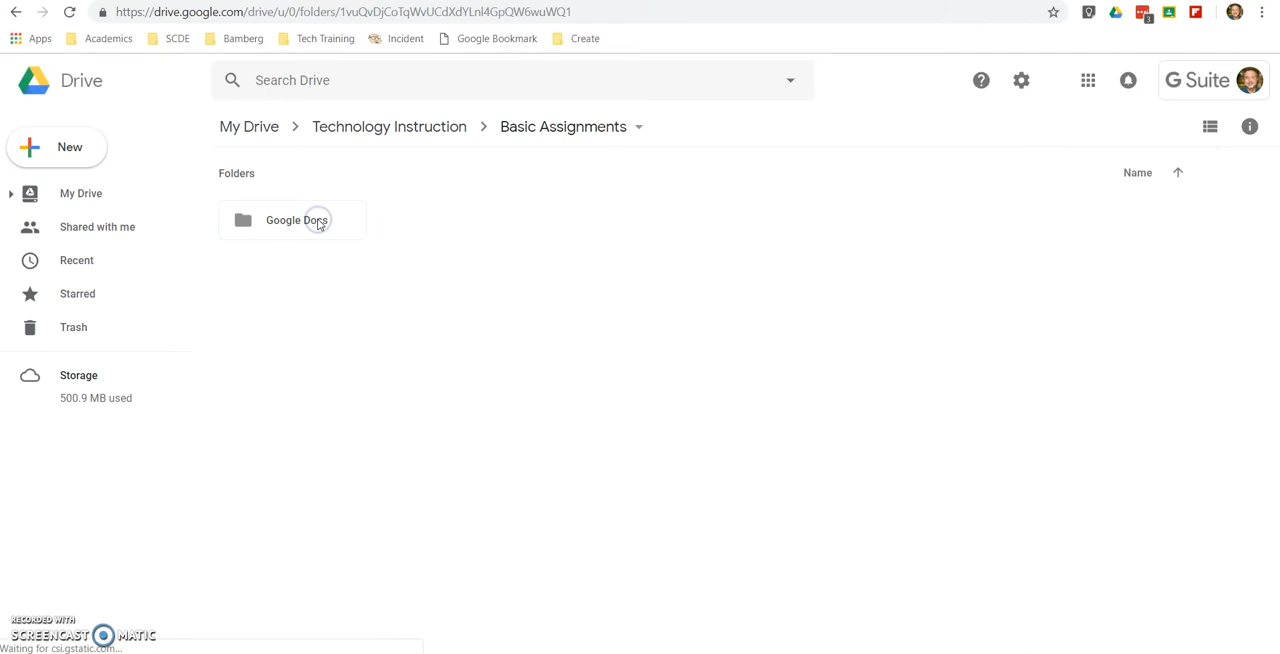 https://drive.google.com/drive/u/0/folders/1vuQvDjCoTqWvUCdXdYLnl4GpQW6wuWQ1
3
Apps Academics SCDE Bamberg Tech Training Incident Google Bookmark Create
Drive Search Drive G Suite
My Drive > Technology Instruction > Basic Assignments
New
Folders Name
My Drive
Google Docs
Shared with me
Recent
Starred
Trash
Storage
500.9 MB used
RECORDED WITH
SCREENCAST MATIC
Waiting for csi.gstatic.com...